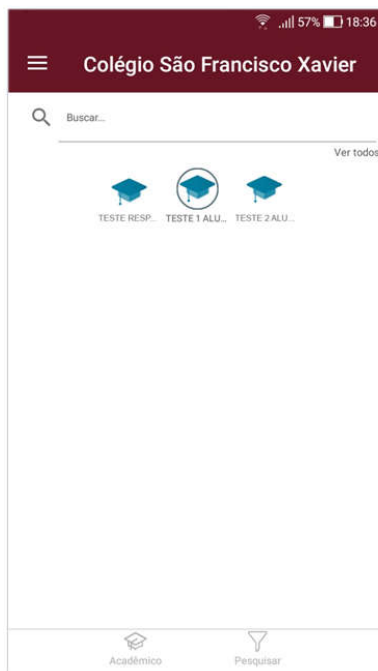 57% 18:36
Colégio São Francisco Xavier
Buscar...
Ver todos
TESTE RESP... TESTE 1 ALU... TESTE 2 ALU...
Acadêmico Pesquisar